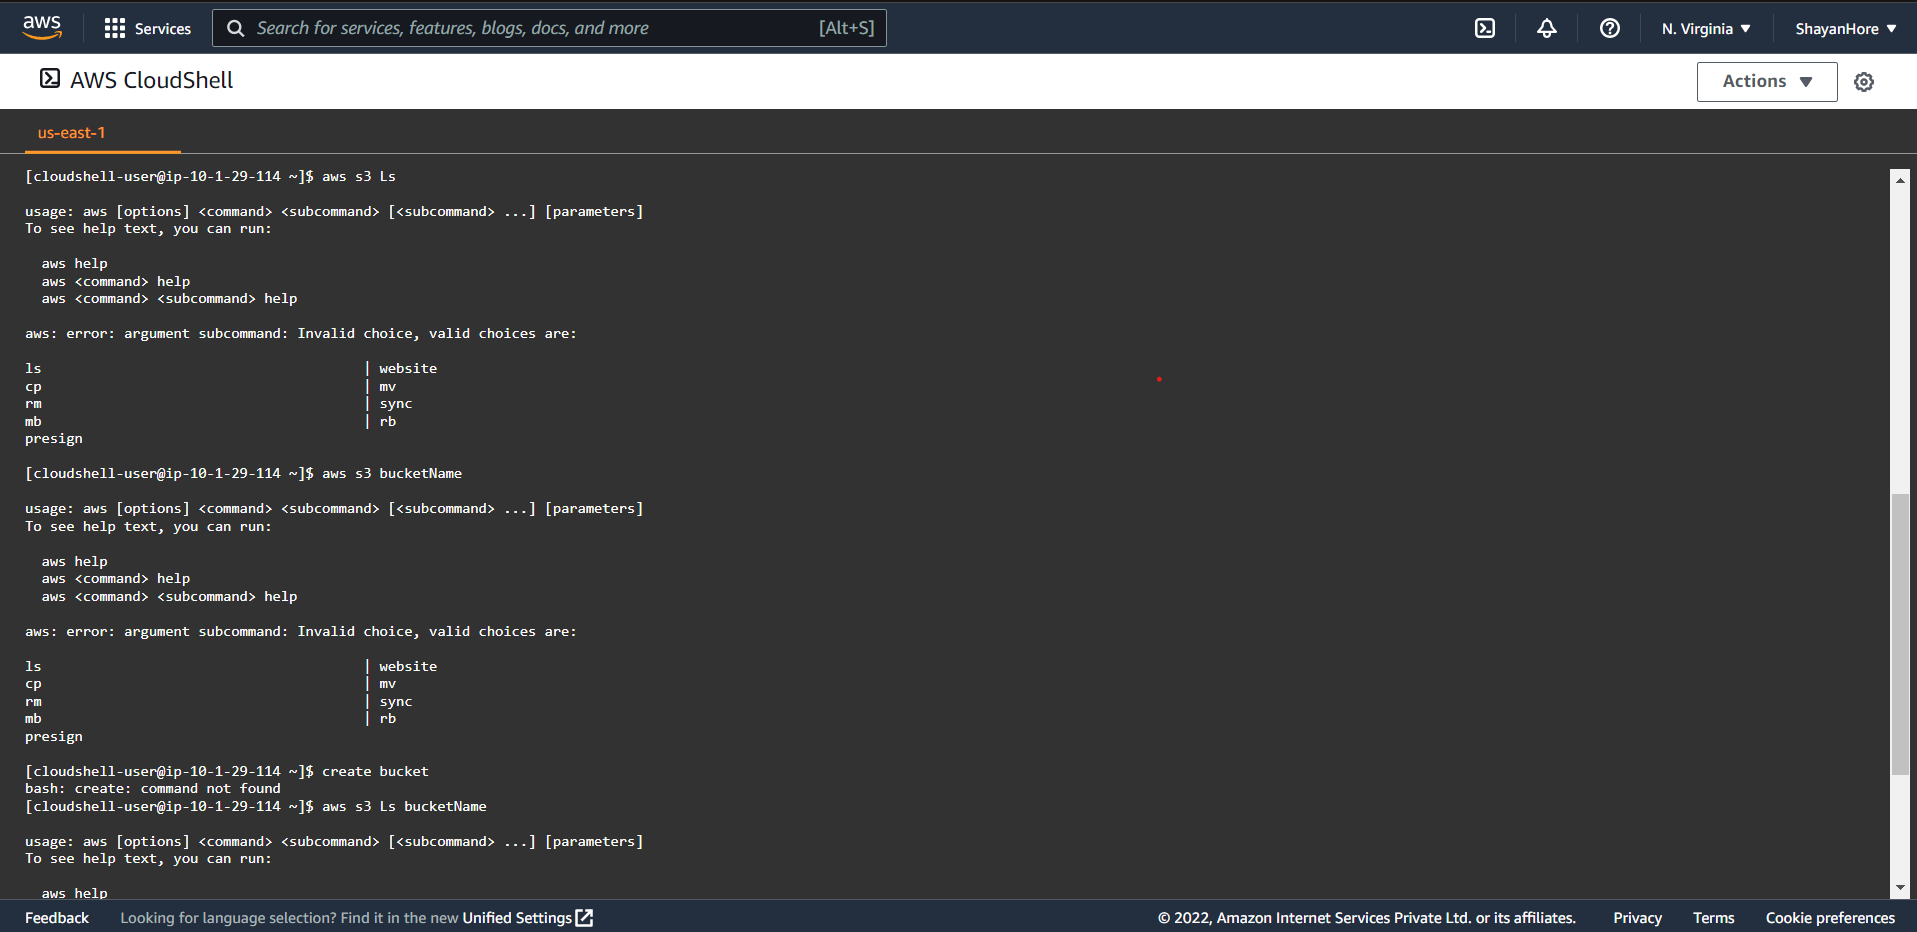 aws Services Search for services, features, blogs, docs, and more [Alt+S] N. Virginia ▼ ShayanHore ▼
AWS CloudShell Actions ▼
us-east-1
[cloudshell-user@ip-10-1-29-114 ~]$ aws s3 Ls
usage: aws [options] <command> <subcommand> [<subcommand> ...] [parameters]
To see help text, you can run:
aws help
aws <command> help
aws <command> <subcommand> help
aws: error: argument subcommand: Invalid choice, valid choices are:
ls | website
cp | mv
rm | sync
mb | rb
presign
[cloudshell-user@ip-10-1-29-114 ~]$ aws s3 bucketName
usage: aws [options] <command> <subcommand> [<subcommand> ...] [parameters]
To see help text, you can run:
aws help
aws <command> help
aws <command> <subcommand> help
aws: error: argument subcommand: Invalid choice, valid choices are:
ls | website
cp | mv
rm | sync
mb | rb
presign
[cloudshell-user@ip-10-1-29-114 ~]$ create bucket
bash: create: command not found
[cloudshell-user@ip-10-1-29-114 ~]$ aws s3 Ls bucketName
usage: aws [options] <command> <subcommand> [<subcommand> ...] [parameters]
To see help text, you can run:
aws help
Feedback Looking for language selection? Find it in the new Unified Settings © 2022, Amazon Internet Services Private Ltd. or its affiliates. Privacy Terms Cookie preferences